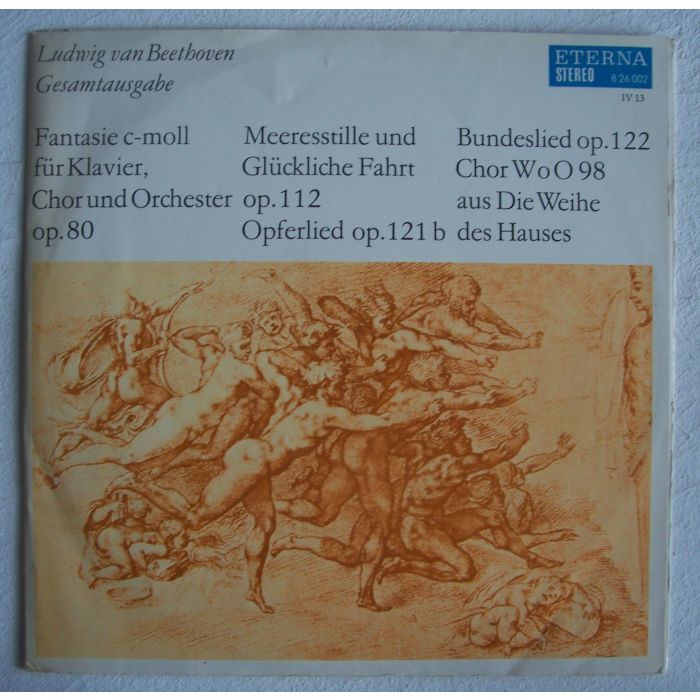 Ludwig van Beethoven
Gesamtausgabe
ETERNA
STEREO 8 26 002
IV 13
Fantasie c-moll
für Klavier,
Chor und Orchester
op. 80
Meeresstille und
Glückliche Fahrt
op. 112
Opferlied op. 121 b
Bundeslied op. 122
Chor WoO 98
aus Die Weihe
des Hauses